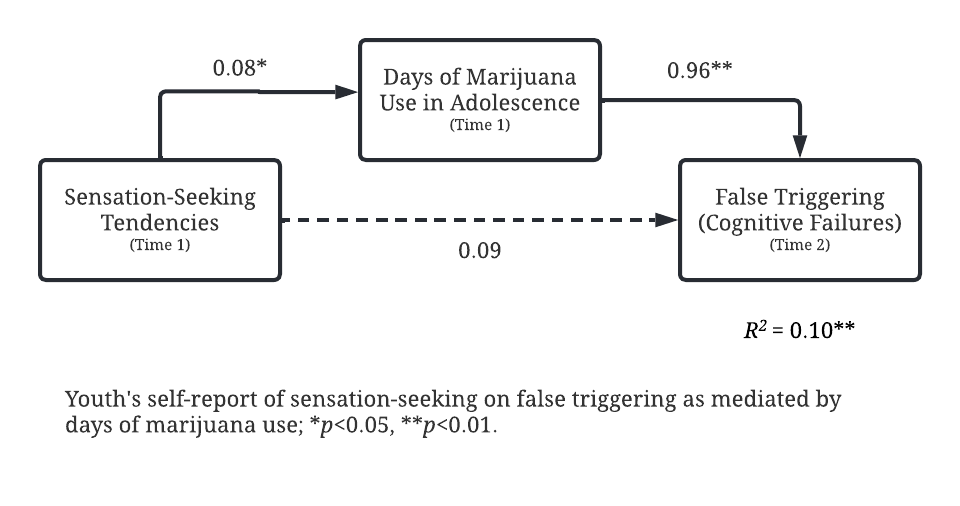 0.08*
Days of Marijuana
Use in Adolescence
(Time 1)
0.96**
Sensation-Seeking
Tendencies
(Time 1)
0.09
False Triggering
(Cognitive Failures)
(Time 2)
R² = 0.10**
Youth's self-report of sensation-seeking on false triggering as mediated by
days of marijuana use; *p<0.05, **p<0.01.